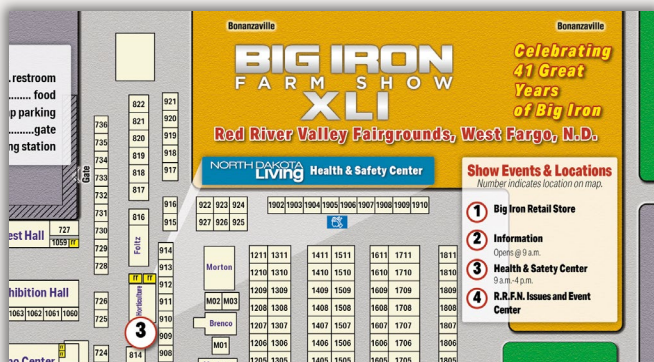 Bonanzaville
Bonanzaville
BIG IRON
FARM SHOW
XLI
Celebrating
41 Great
Years
of Big Iron
Red River Valley Fairgrounds, West Fargo, N.D.
NORTH DAKOTA
LIVING Health & Safety Center
Show Events & Locations
Number indicates location on map.
1 Big Iron Retail Store
2 Information
Opens @ 9 a.m.
3 Health & Satety Center
9 a.m.-4 p.m.
4 R.R.F.N. Issues and Event
Center
restroom
food
p parking
gate
ng station
Gate
736
735
734
733
732
731
730
729
728
726
725
724
est Hall
727
1059 IT
hibition Hall
1063 1062 1061 1060
no Center
822
821
820
819
818
817
816
Foltz
IT IT
Horticulture
3
814
921
920
919
918
917
916
915
914
913
912
911
910
909
908
922 923 924
927 926 925
1902 1903 1904 1905 1906 1907 1908 1909 1910
Morton
M02 M03
Brenco
M01
1211 1311 1411 1511 1611 1711 1811
1210 1310 1410 1510 1610 1710 1810
1209 1309 1409 1509 1609 1709 1809
1208 1308 1408 1508 1608 1708 1808
1207 1307 1407 1507 1607 1707 1807
1206 1306 1406 1506 1606 1706 1806
1205 1305 1405 1505 1605 1705 1805